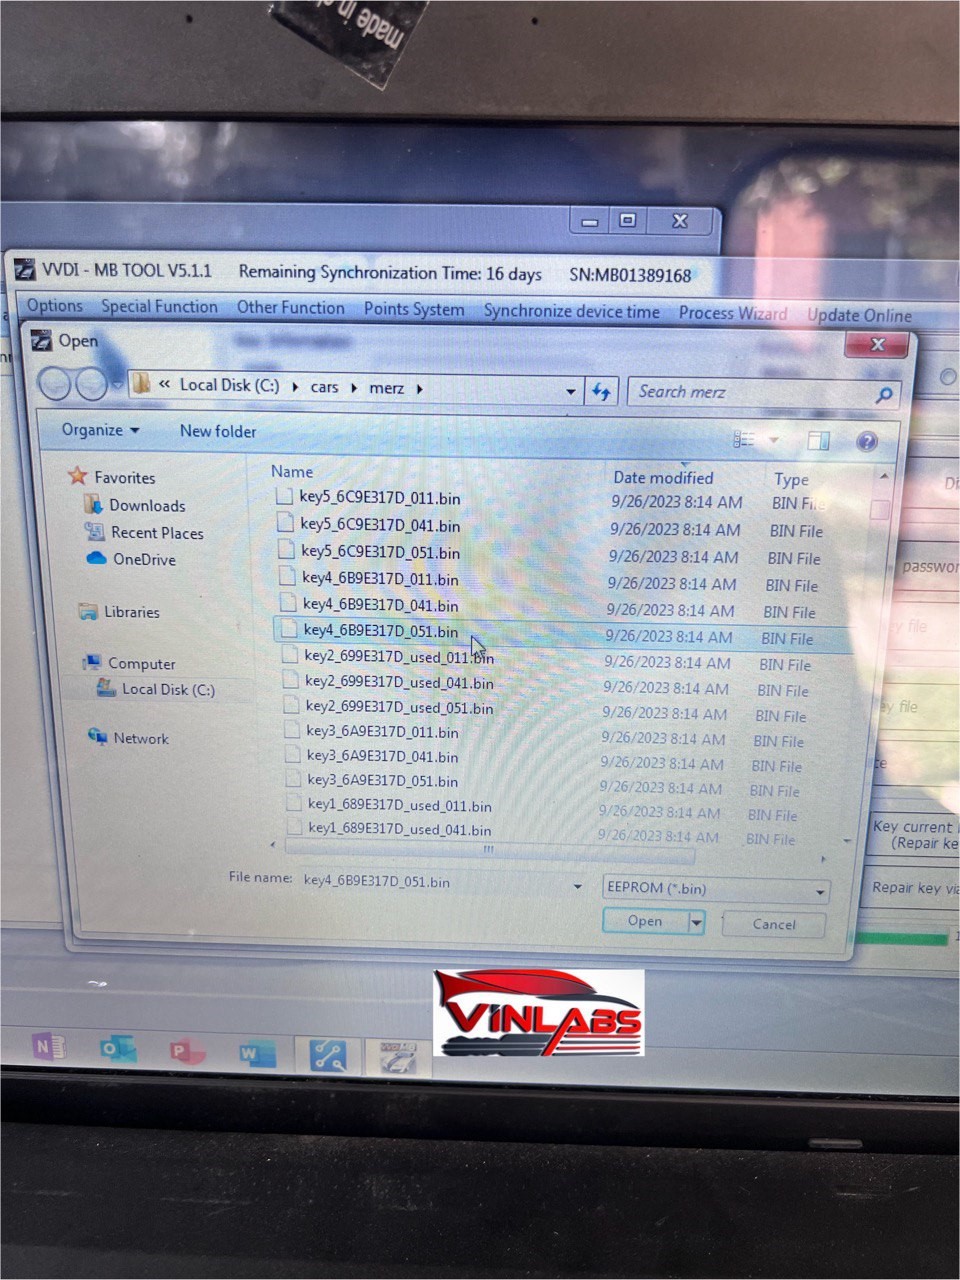 made in
VVDI - MB TOOL V5.1.1 Remaining Synchronization Time: 16 days SN:MB01389168
Options Special Function Other Function Points System Synchronize device time Process Wizard Update Online
Open
« Local Disk (C:) cars merz Search merz
Organize New folder
Favorites
Downloads
Recent Places
OneDrive
Libraries
Computer
Local Disk (C:)
Network
Name Date modified Type
key5_6C9E317D_011.bin 9/26/2023 8:14 AM BIN File
key5_6C9E317D_041.bin 9/26/2023 8:14 AM BIN File
key5_6C9E317D_051.bin 9/26/2023 8:14 AM BIN File
key4_6B9E317D_011.bin 9/26/2023 8:14 AM BIN File
key4_6B9E317D_041.bin 9/26/2023 8:14 AM BIN File
key4_6B9E317D_051.bin 9/26/2023 8:14 AM BIN File
key2_699E317D_used_011.bin 9/26/2023 8:14 AM BIN File
key2_699E317D_used_041.bin 9/26/2023 8:14 AM BIN File
key2_699E317D_used_051.bin 9/26/2023 8:14 AM BIN File
key3_6A9E317D_011.bin 9/26/2023 8:14 AM BIN File
key3_6A9E317D_041.bin 9/26/2023 8:14 AM BIN File
key3_6A9E317D_051.bin 9/26/2023 8:14 AM BIN File
key1_689E317D_used_011.bin 9/26/2023 8:14 AM BIN File
key1_689E317D_used_041.bin 9/26/2023 8:14 AM BIN File
File name: key4_6B9E317D_051.bin EEPROM (*.bin)
Open Cancel
Di
passwor
ey file
ey file
te
Key current
(Repair ke
Repair key via
VINLABS